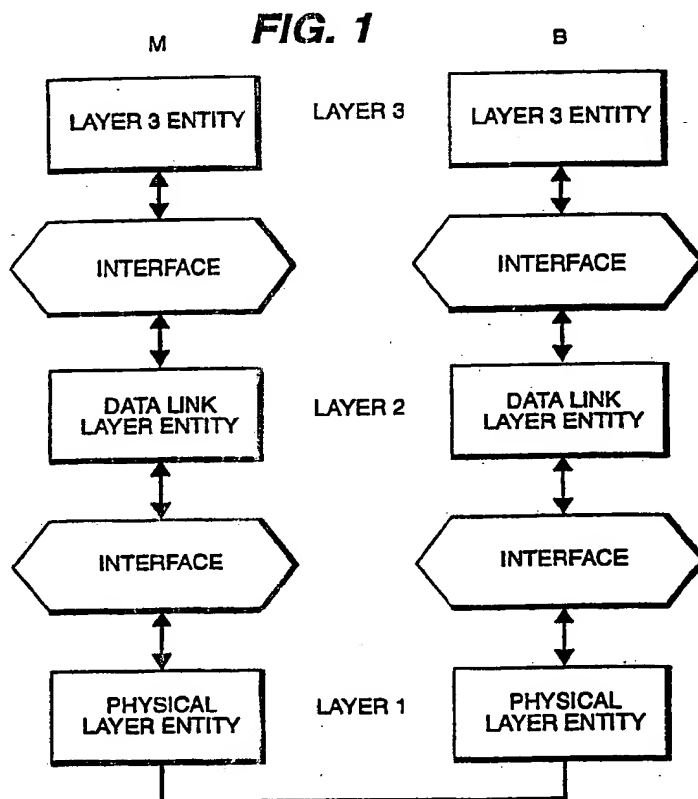 FIG. 1
M
B
LAYER 3 ENTITY
LAYER 3
LAYER 3 ENTITY
INTERFACE
INTERFACE
DATA LINK
LAYER ENTITY
LAYER 2
DATA LINK
LAYER ENTITY
INTERFACE
INTERFACE
PHYSICAL
LAYER ENTITY
LAYER 1
PHYSICAL
LAYER ENTITY